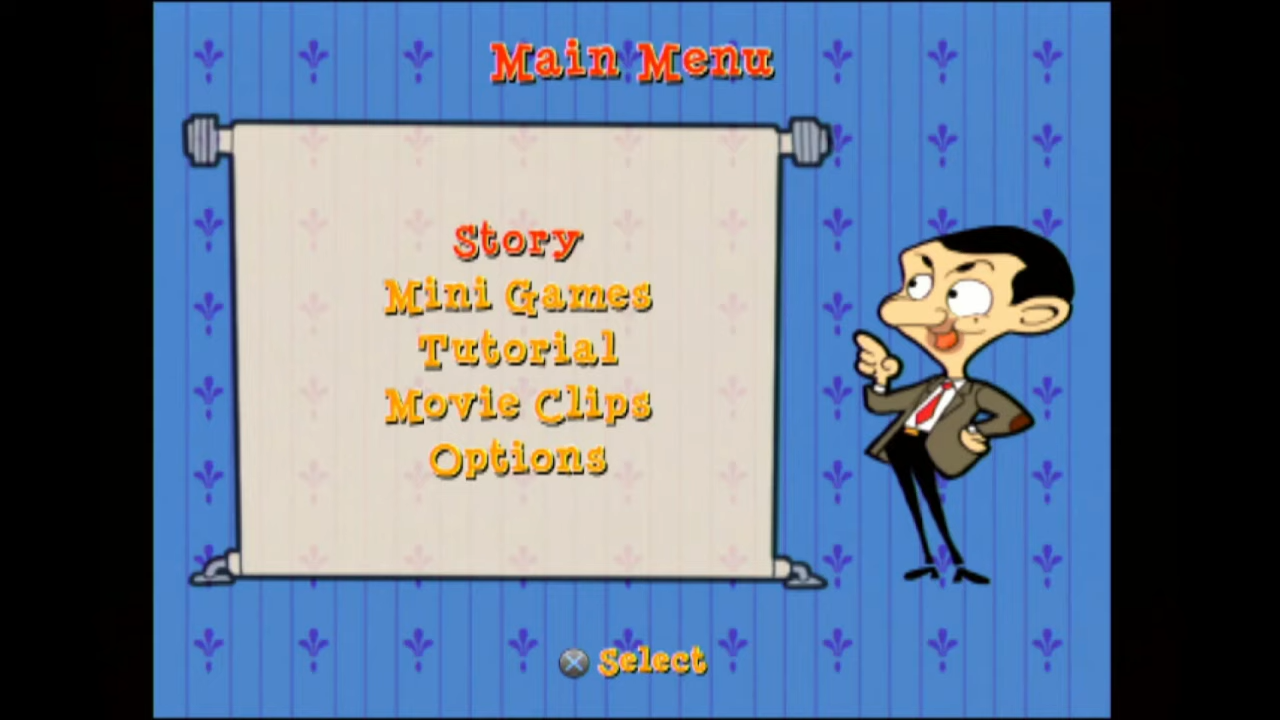 Main Menu
Story
Mini Games
Tutorial
Movie Clips
Options
Select